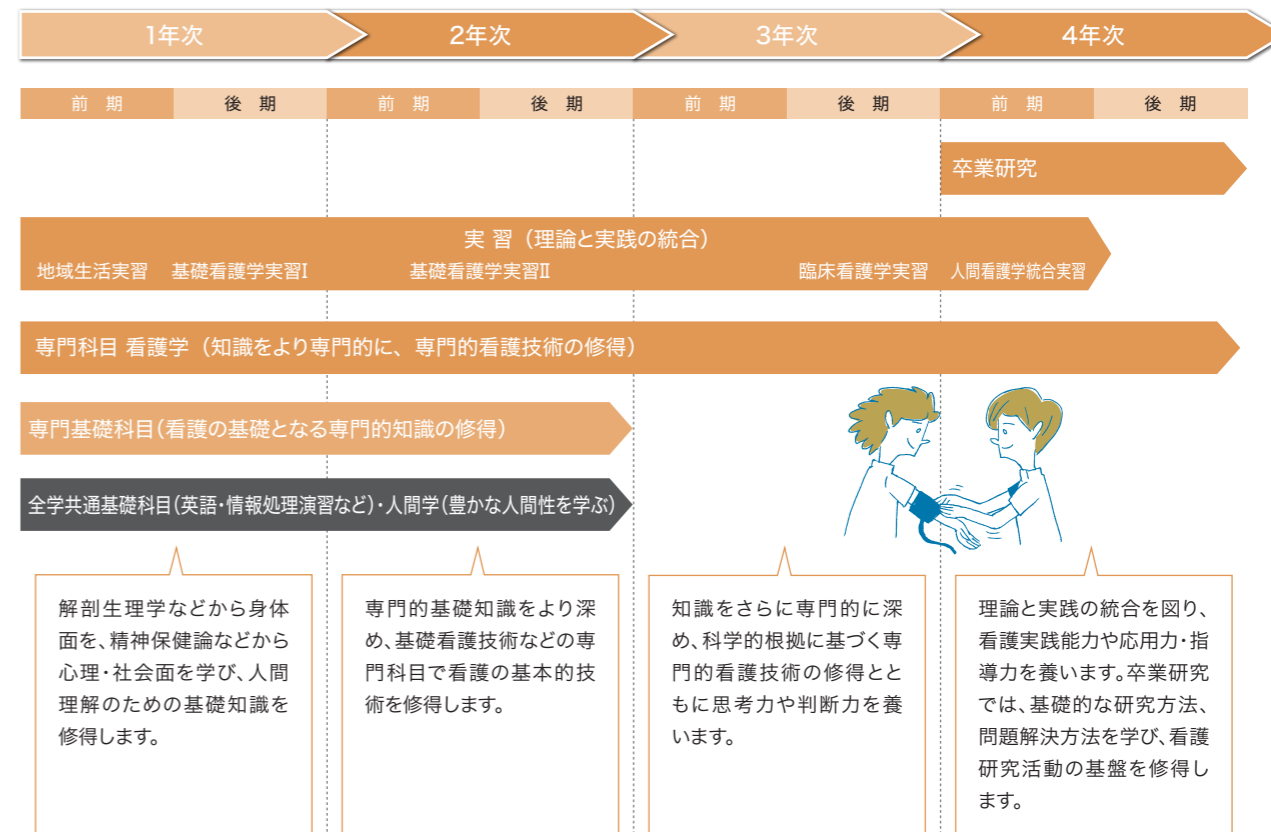 1年次 2年次 3年次 4年次
前 期 後 期 前 期 後 期 前 期 後 期 前 期 後 期
卒業研究
実 習（理論と実践の統合）
地域生活実習 基礎看護学実習Ⅰ 基礎看護学実習Ⅱ 臨床看護学実習 人間看護学統合実習
専門科目 看護学（知識をより専門的に、専門的看護技術の修得）
専門基礎科目（看護の基礎となる専門的知識の修得）
全学共通基礎科目（英語・情報処理演習など）・人間学（豊かな人間性を学ぶ）
解剖生理学などから身体
面を、精神保健論などから
心理・社会面を学び、人間
理解のための基礎知識を
修得します。
専門的基礎知識をより深
め、基礎看護技術などの専
門科目で看護の基本的技
術を修得します。
知識をさらに専門的に深
め、科学的根拠に基づく専
門的看護技術の修得とと
もに思考力や判断力を養
います。
理論と実践の統合を図り、
看護実践能力や応用力・指
導力を養います。卒業研究
では、基礎的な研究方法、
問題解決方法を学び、看護
研究活動の基盤を修得し
ます。